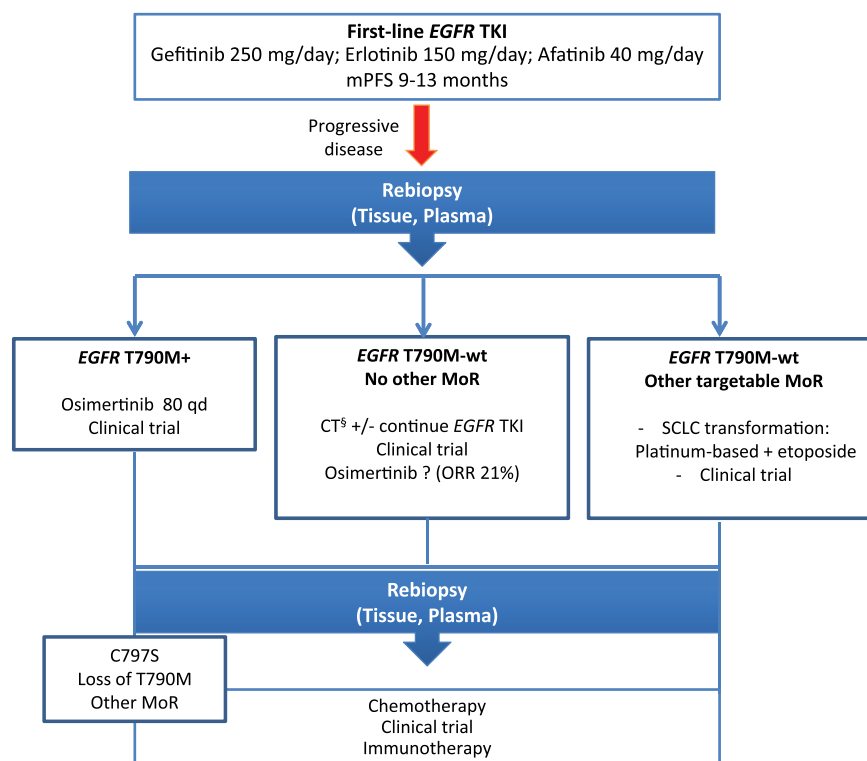 First-line EGFR TKI
Gefitinib 250 mg/day; Erlotinib 150 mg/day; Afatinib 40 mg/day
mPFS 9-13 months
Progressive
disease
Rebiopsy
(Tissue, Plasma)
EGFR T790M+
Osimertinib 80 qd
Clinical trial
EGFR T790M-wt
No other MoR
CT§ +/- continue EGFR TKI
Clinical trial
Osimertinib ? (ORR 21%)
EGFR T790M-wt
Other targetable MoR
- SCLC transformation:
Platinum-based + etoposide
- Clinical trial
Rebiopsy
(Tissue, Plasma)
C797S
Loss of T790M
Other MoR
Chemotherapy
Clinical trial
Immunotherapy